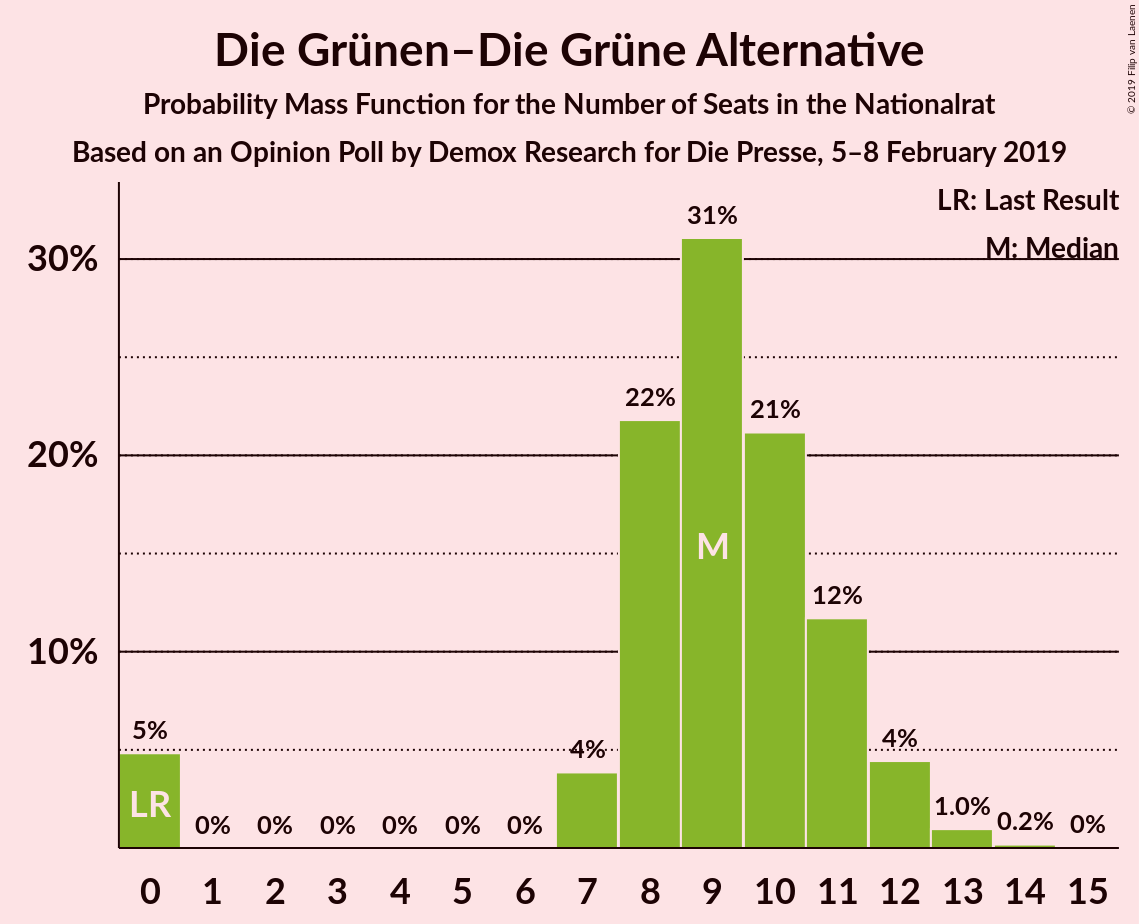 Die Grünen–Die Grüne Alternative
Probability Mass Function for the Number of Seats in the Nationalrat
Based on an Opinion Poll by Demox Research for Die Presse, 5–8 February 2019
© 2019 Filip van Laenen
LR: Last Result
M: Median
30%
20%
10%
5%
0%
0%
0%
0%
0%
0%
4%
22%
31%
21%
12%
4%
1.0%
0.2%
0%
LR
M
0 1 2 3 4 5 6 7 8 9 10 11 12 13 14 15